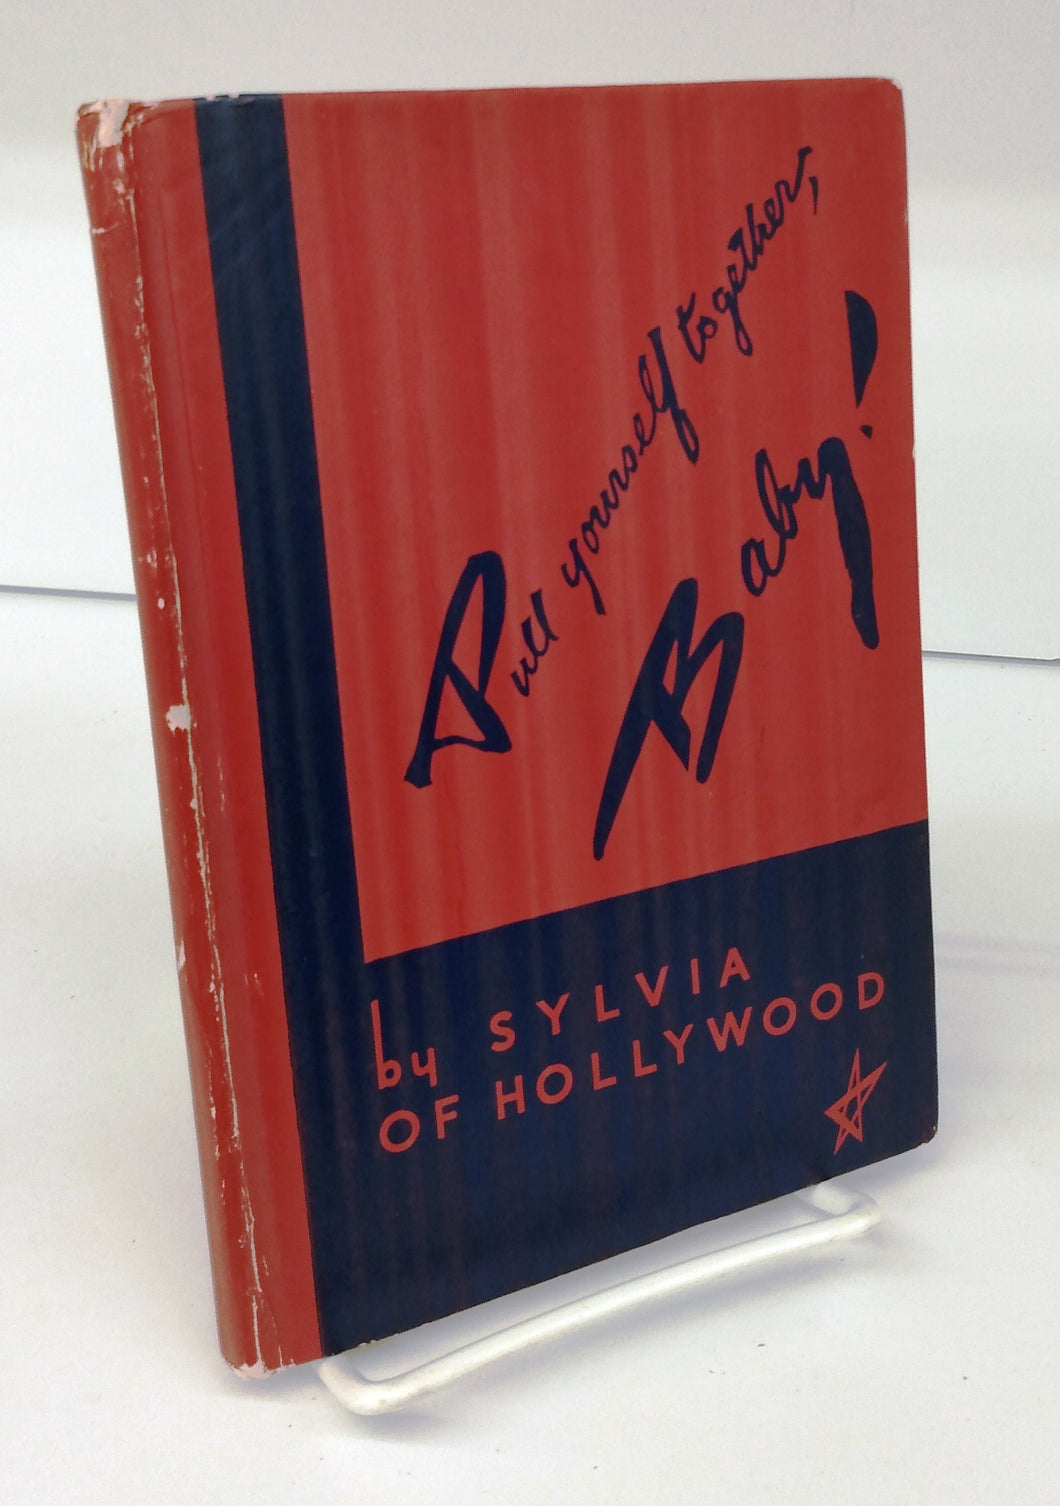 Pull yourself together,
Baby!
by SYLVIA
OF HOLLYWOOD